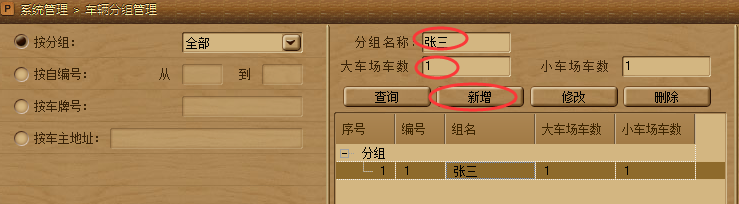 P 系统管理 > 车辆分组管理
按分组: 全部
按自编号: 从 到
按车牌号:
按车主地址:
分组名称: 张三
大车场车数 1 小车场车数 1
查询 新增 修改 删除
序号 编号 组名 大车场车数 小车场车数
分组
1 1 张三 1 1